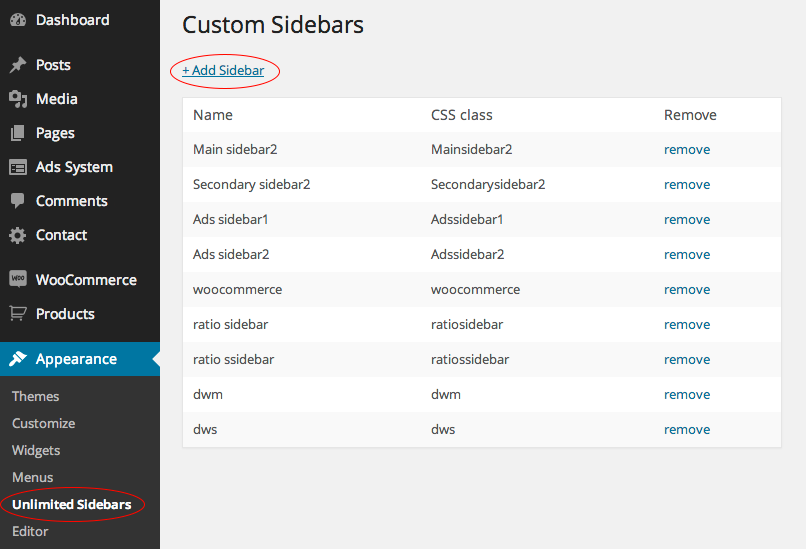 Dashboard
Posts
Media
Pages
Ads System
Comments
Contact
WOO WooCommerce
Products
Appearance
Themes
Customize
Widgets
Menus
Unlimited Sidebars
Editor
Custom Sidebars
+ Add Sidebar
Name CSS class Remove
Main sidebar2 Mainsidebar2 remove
Secondary sidebar2 Secondarysidebar2 remove
Ads sidebar1 Adssidebar1 remove
Ads sidebar2 Adssidebar2 remove
woocommerce woocommerce remove
ratio sidebar ratiosidebar remove
ratio ssidebar ratiossidebar remove
dwm dwm remove
dws dws remove